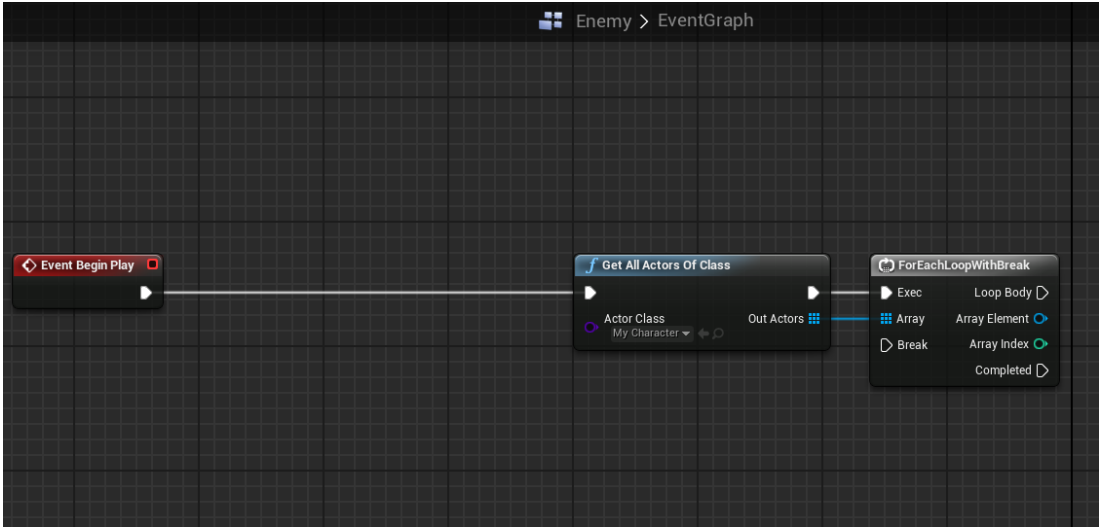 Enemy > EventGraph
Event Begin Play
f Get All Actors Of Class
Actor Class
My Character
Out Actors
ForEachLoopWithBreak
Exec
Loop Body
Array
Array Element
Break
Array Index
Completed